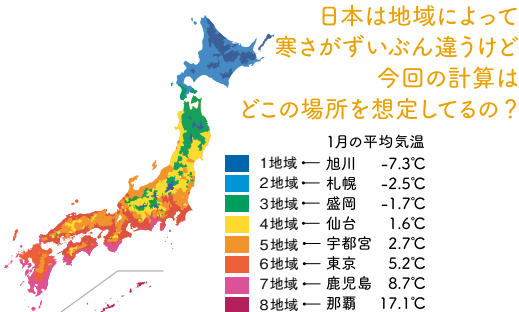 日本は地域によって
寒さがずいぶん違うけど
今回の計算は
どこの場所を想定してるの？
1月の平均気温
1地域 旭川 -7.3℃
2地域 札幌 -2.5℃
3地域 盛岡 -1.7℃
4地域 仙台 1.6℃
5地域 宇都宮 2.7℃
6地域 東京 5.2℃
7地域 鹿児島 8.7℃
8地域 那覇 17.1℃